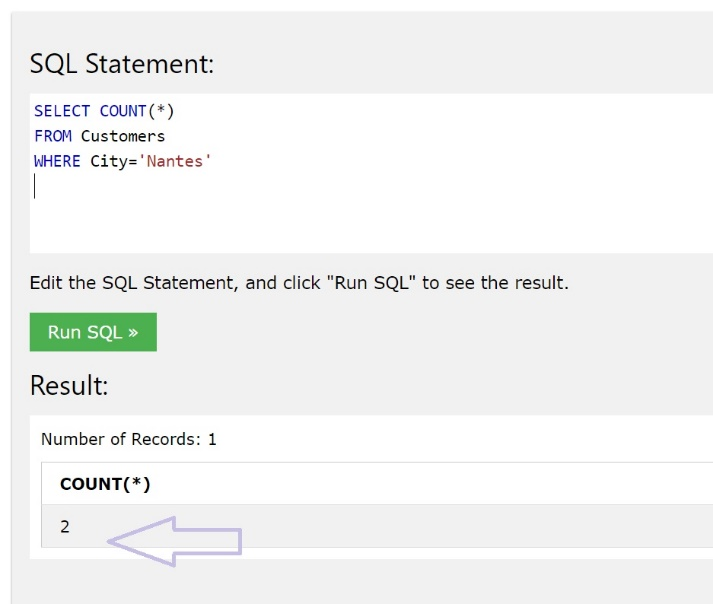 SQL Statement:
SELECT COUNT(*)
FROM Customers
WHERE City='Nantes'
Edit the SQL Statement, and click "Run SQL" to see the result.
Run SQL »
Result:
Number of Records: 1
COUNT(*)
2